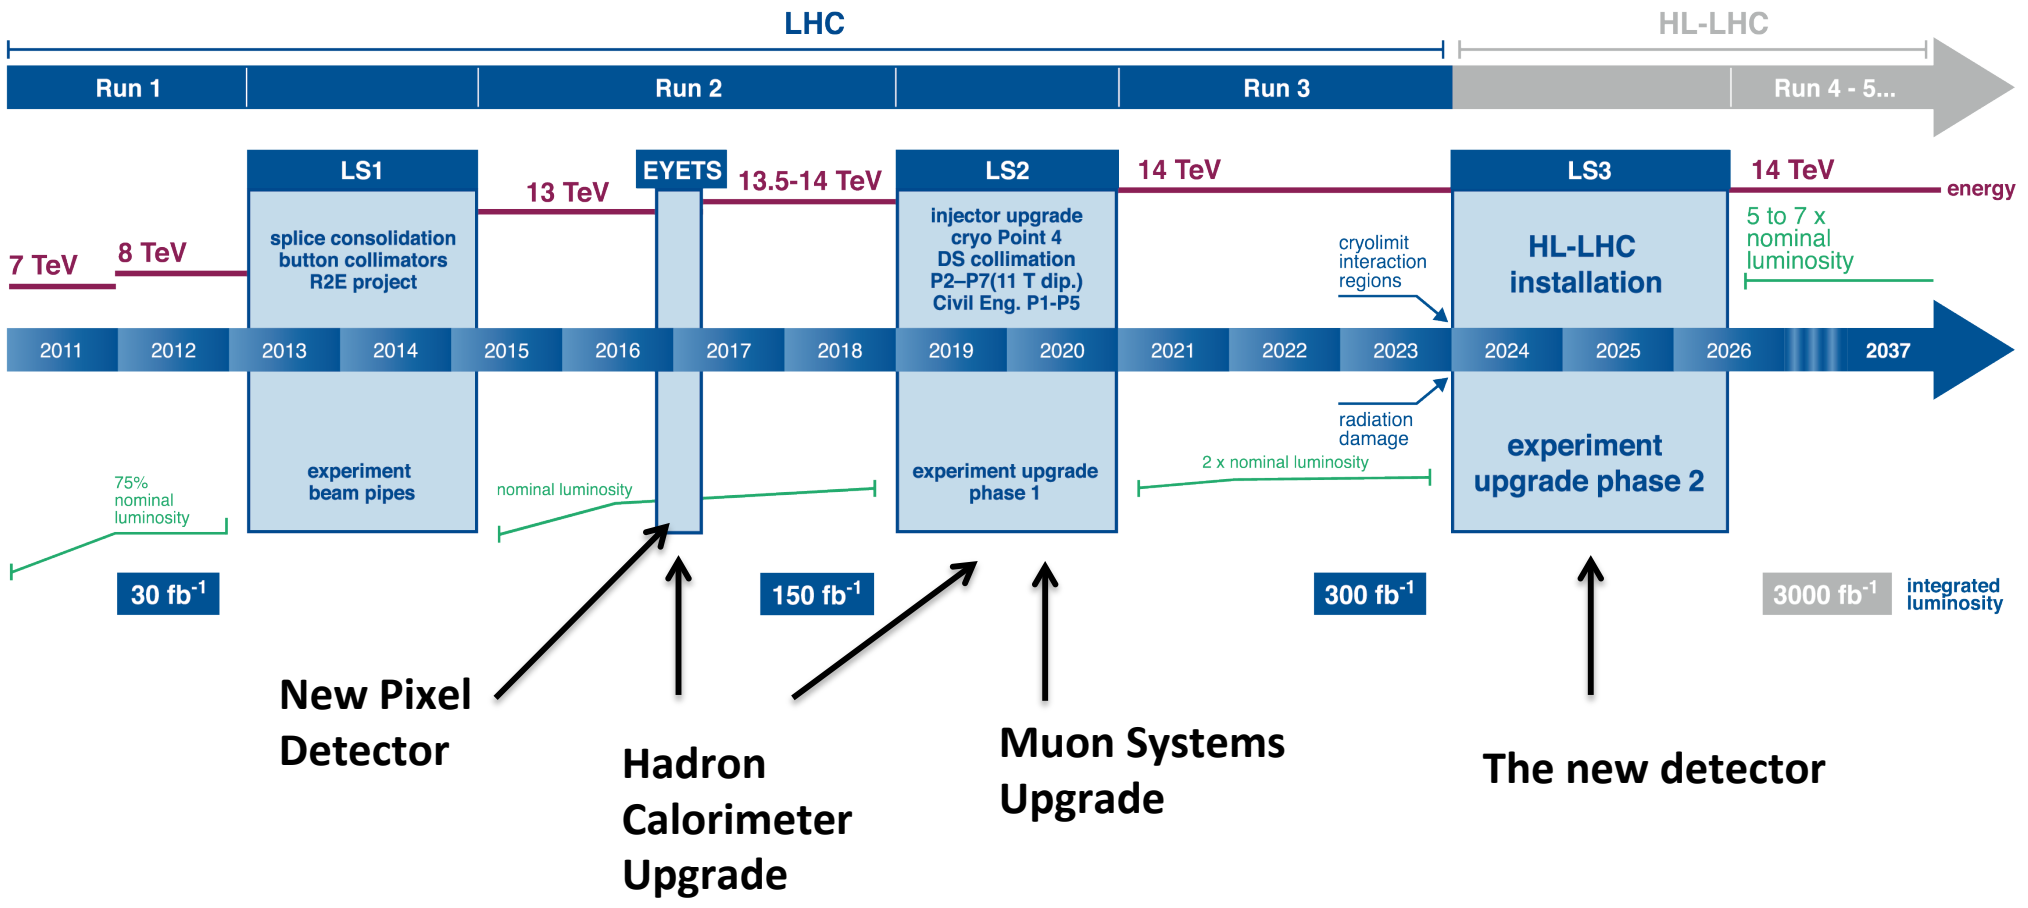 LHC
HL-LHC
Run 1
Run 2
Run 3
Run 4 - 5...
LS1
EYETS
LS2
LS3
7 TeV
8 TeV
13 TeV
13.5-14 TeV
14 TeV
14 TeV
energy
splice consolidation
button collimators
R2E project
injector upgrade
cryo Point 4
DS collimation
P2–P7(11 T dip.)
Civil Eng. P1-P5
cryolimit
interaction
regions
HL-LHC
installation
5 to 7 x
nominal
luminosity
2011
2012
2013
2014
2015
2016
2017
2018
2019
2020
2021
2022
2023
2024
2025
2026
2037
75%
nominal
luminosity
experiment
beam pipes
nominal luminosity
experiment upgrade
phase 1
2 x nominal luminosity
radiation
damage
experiment
upgrade phase 2
30 fb⁻¹
150 fb⁻¹
300 fb⁻¹
3000 fb⁻¹
integrated
luminosity
New Pixel
Detector
Hadron
Calorimeter
Upgrade
Muon Systems
Upgrade
The new detector